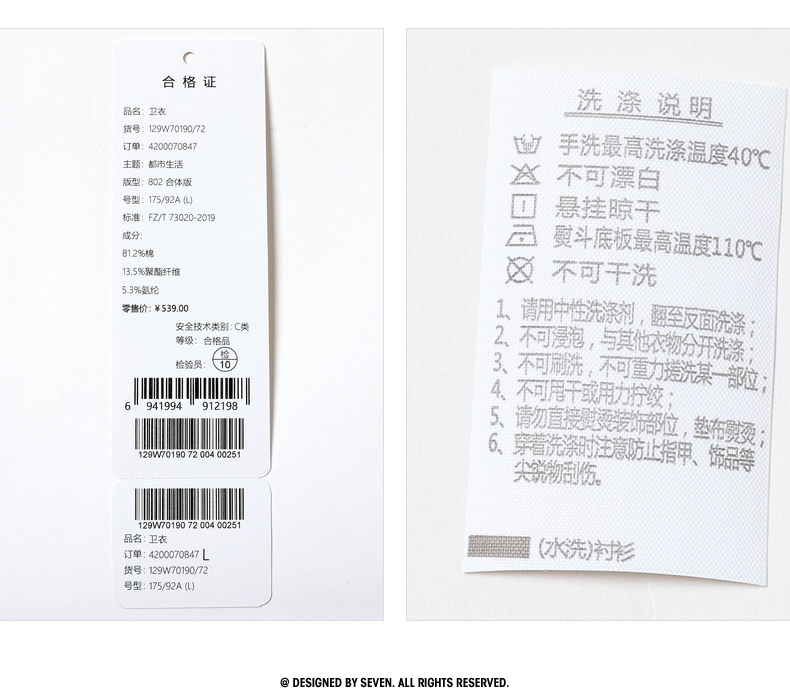 合格证
品名：卫衣
货号：129W70190/72
订单：4200070847
主题：都市生活
版型：802 合体版
号型：175/92A (L)
标准：FZ/T 73020-2019
成分：
81.2%棉
13.5%聚酯纤维
5.3%氨纶
零售价：¥539.00
安全技术类别：C类
等级：合格品
检验员：检 10
6 941994 912198
129W70190 72 004 00251
129W70190 72 004 00251
品名：卫衣
订单：4200070847 L
货号：129W70190/72
号型：175/92A (L)
洗涤说明
手洗最高洗涤温度40℃
不可漂白
悬挂晾干
熨斗底板最高温度110℃
不可干洗
1、请用中性洗涤剂，翻至反面洗涤；
2、不可浸泡，与其他衣物分开洗涤；
3、不可刷洗，不可重力搓洗某一部位；
4、不可甩干或用力拧绞；
5、请勿直接熨烫装饰部位，垫布熨烫；
6、穿着洗涤时注意防止指甲、饰品等
尖锐物刮伤。
(水洗)衬衫
@ DESIGNED BY SEVEN. ALL RIGHTS RESERVED.